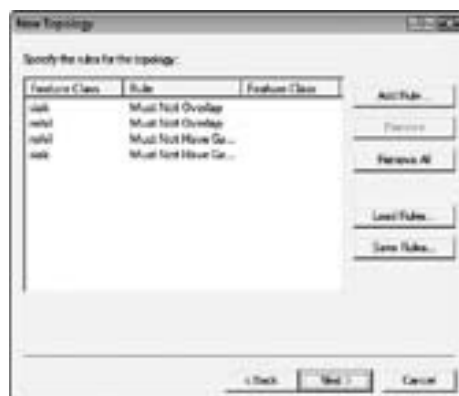 New Topology
Specify the rules for the topology:
Feature Class Rule Feature Class
Must Not Overlap
Must Not Overlap
Must Not Have Ga...
Must Not Have Ga...
Add Rule...
Remove
Remove All
Load Rules...
Save Rules...
< Back Next > Cancel